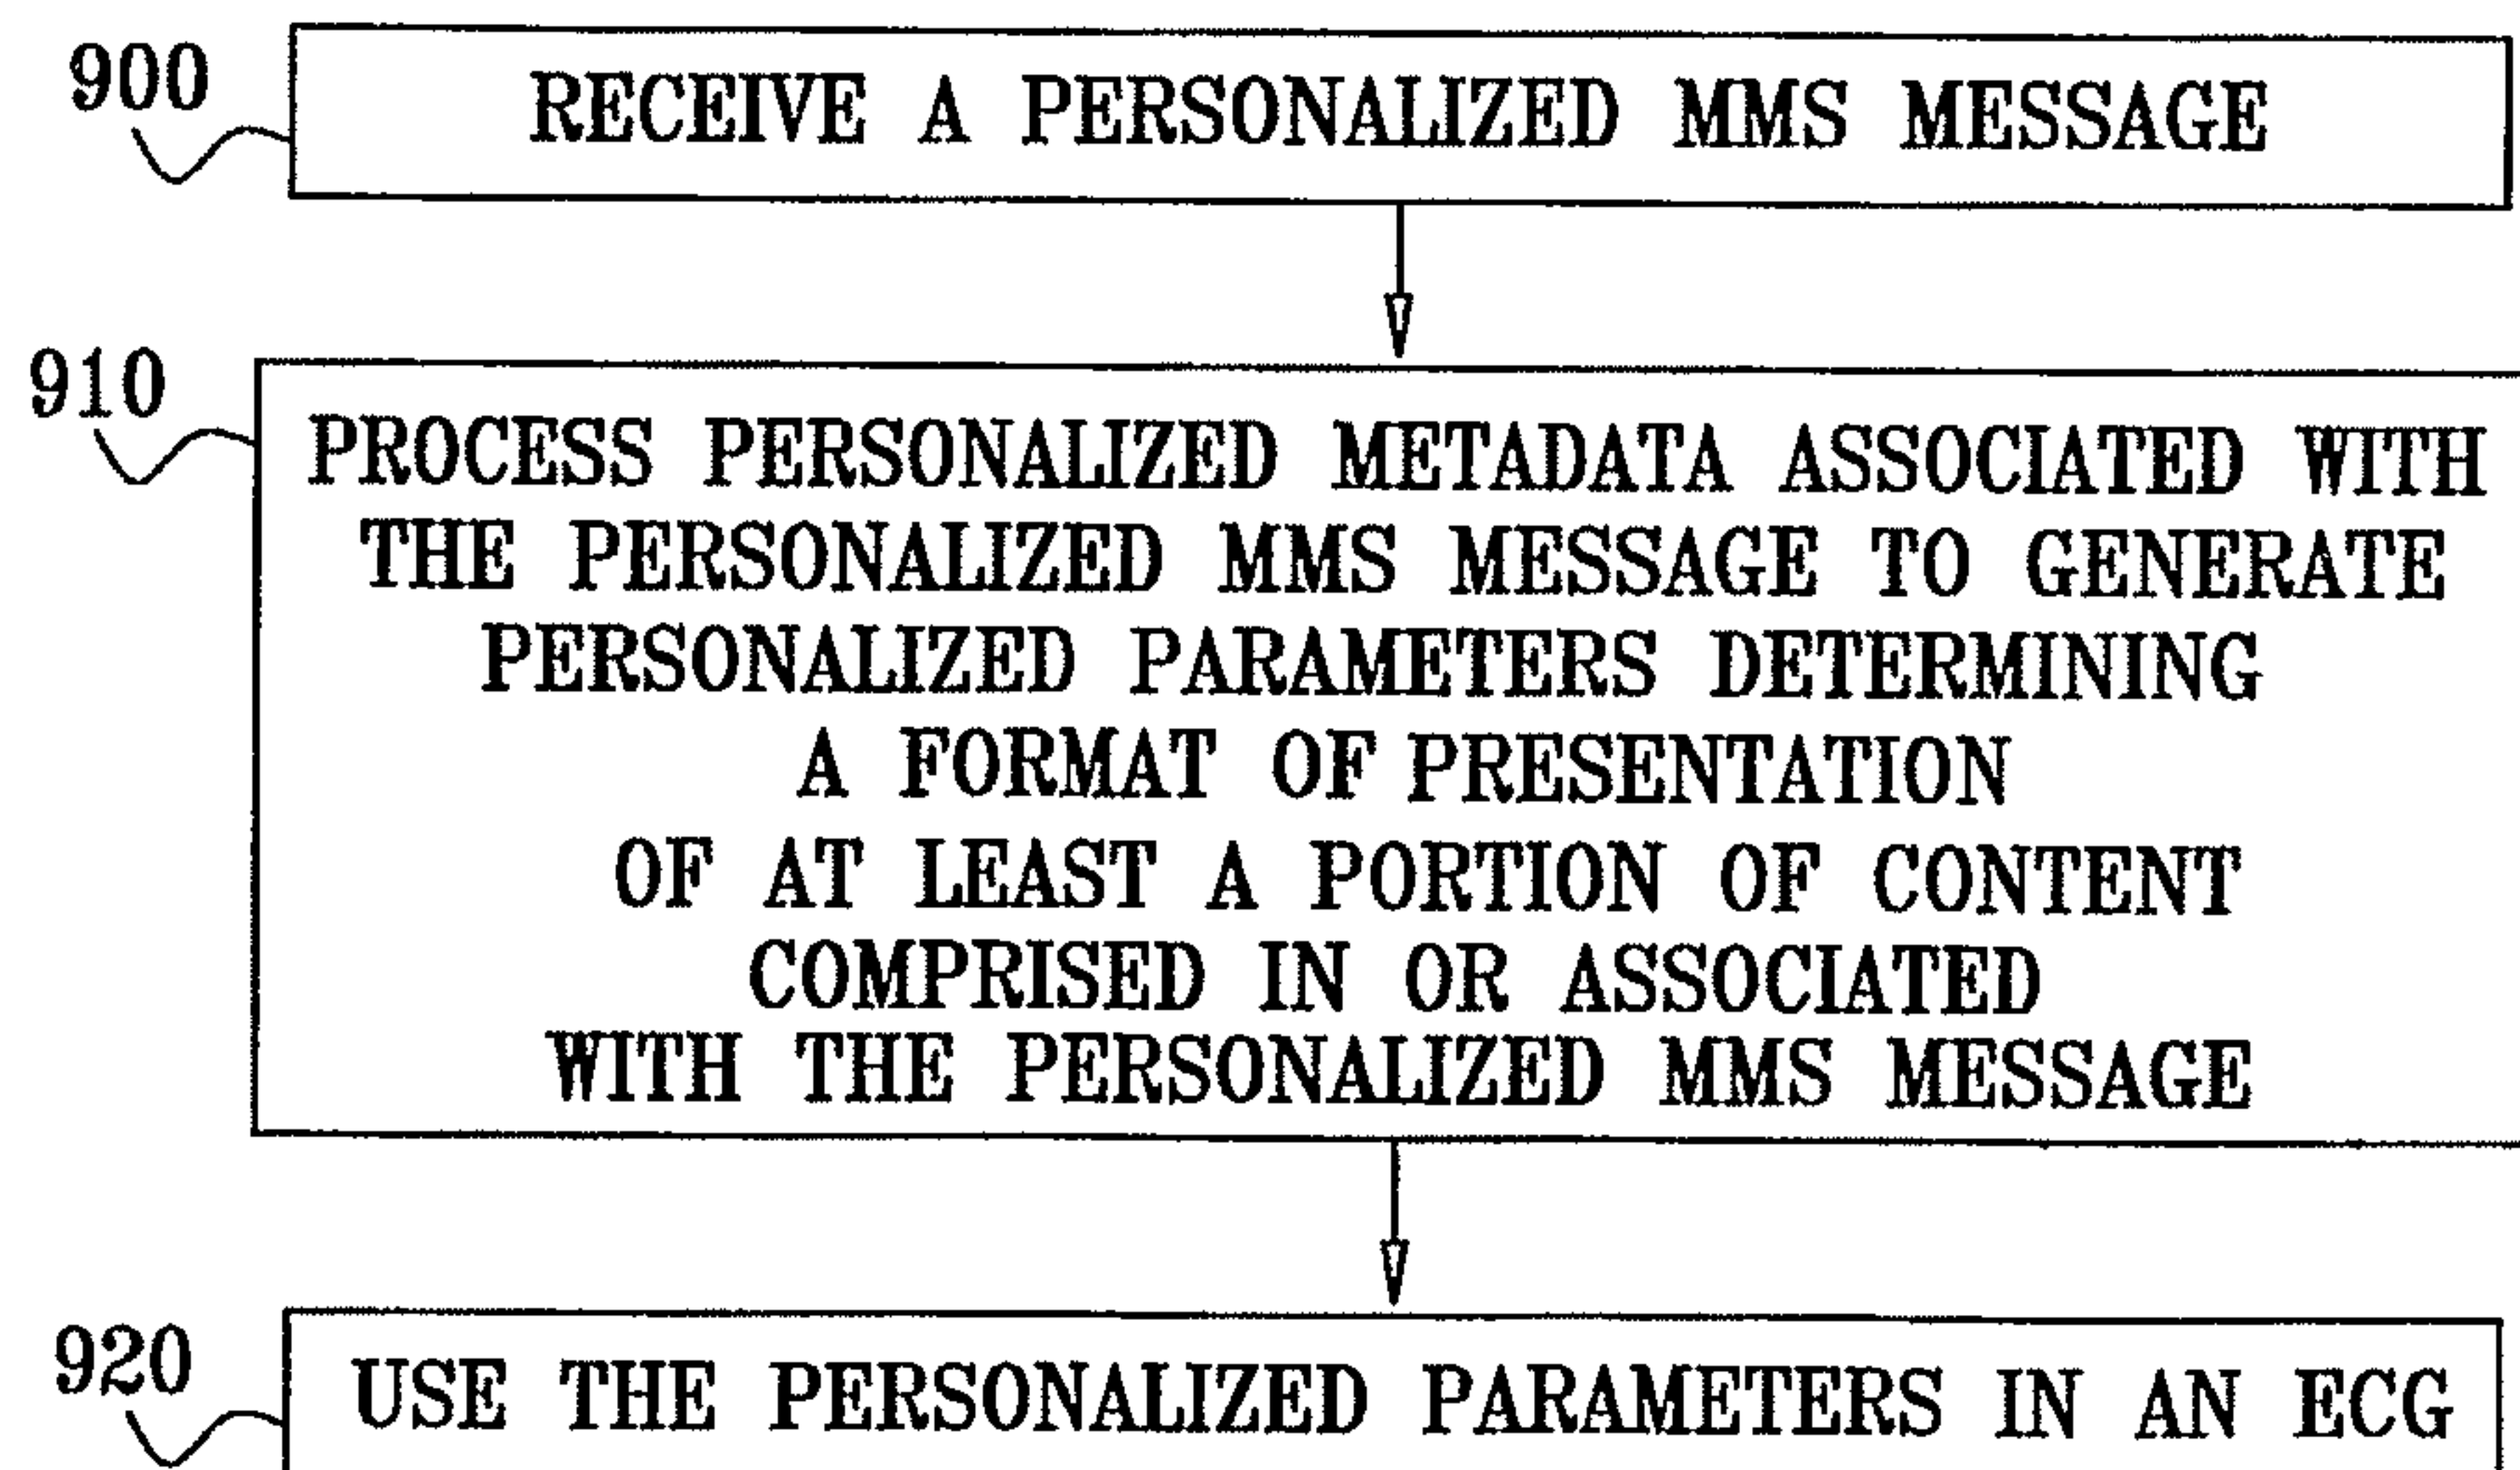 900
RECEIVE A PERSONALIZED MMS MESSAGE
910
PROCESS PERSONALIZED METADATA ASSOCIATED WITH
THE PERSONALIZED MMS MESSAGE TO GENERATE
PERSONALIZED PARAMETERS DETERMINING
A FORMAT OF PRESENTATION
OF AT LEAST A PORTION OF CONTENT
COMPRISED IN OR ASSOCIATED
WITH THE PERSONALIZED MMS MESSAGE
920
USE THE PERSONALIZED PARAMETERS IN AN ECG